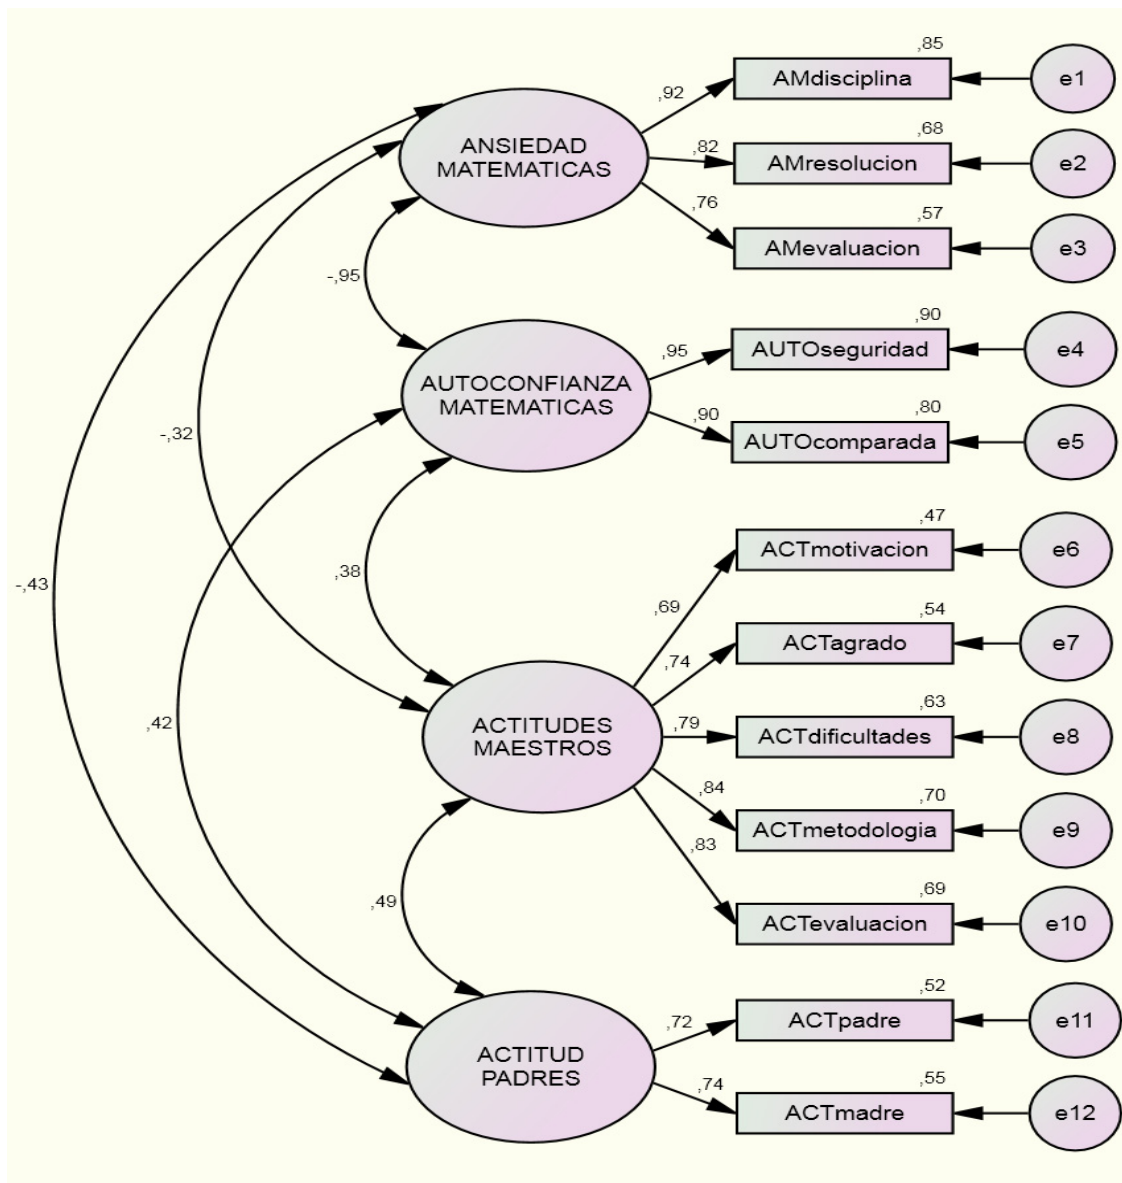 ,85
AMdisciplina
e1
,92
ANSIEDAD
MATEMATICAS
,68
,82
AMresolucion
e2
,76
,57
AMevaluacion
e3
-,95
,90
AUTOseguridad
e4
,95
AUTOCONFIANZA
MATEMATICAS
,80
,90
AUTOcomparada
e5
-,32
,47
ACTmotivacion
e6
-,43
,38
,69
,54
ACTagrado
e7
,74
,42
ACTITUDES
MAESTROS
,63
,79
ACTdificultades
e8
,84
,70
ACTmetodologia
e9
,83
,49
,69
ACTevaluacion
e10
,52
,72
ACTpadre
e11
ACTITUD
PADRES
,55
,74
ACTmadre
e12